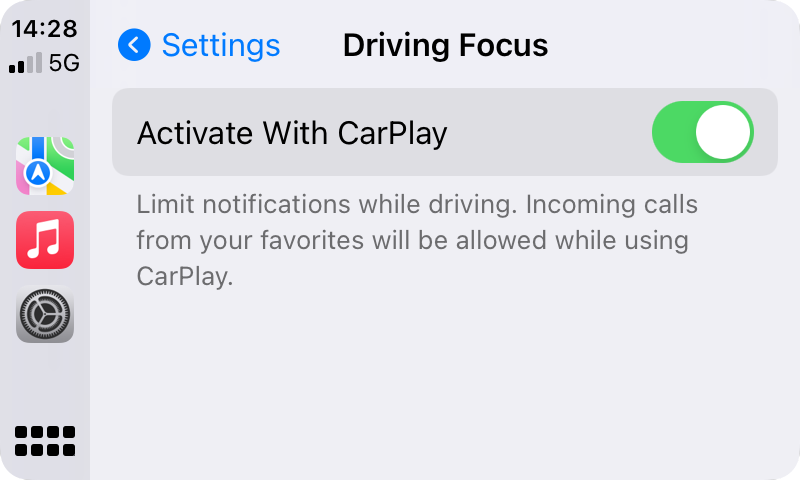 14:28
5G
Settings
Driving Focus
Activate With CarPlay
Limit notifications while driving. Incoming calls
from your favorites will be allowed while using
CarPlay.